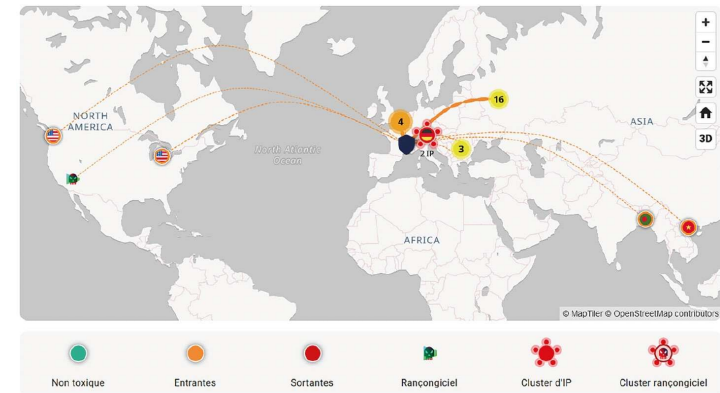 +
−
3D
16
4
3
2 IP
NORTH
AMERICA
North Atlantic
Ocean
ASIA
AFRICA
© MapTiler © OpenStreetMap contributors
Non toxique
Entrantes
Sortantes
Rançongiciel
Cluster d'IP
Cluster rançongiciel